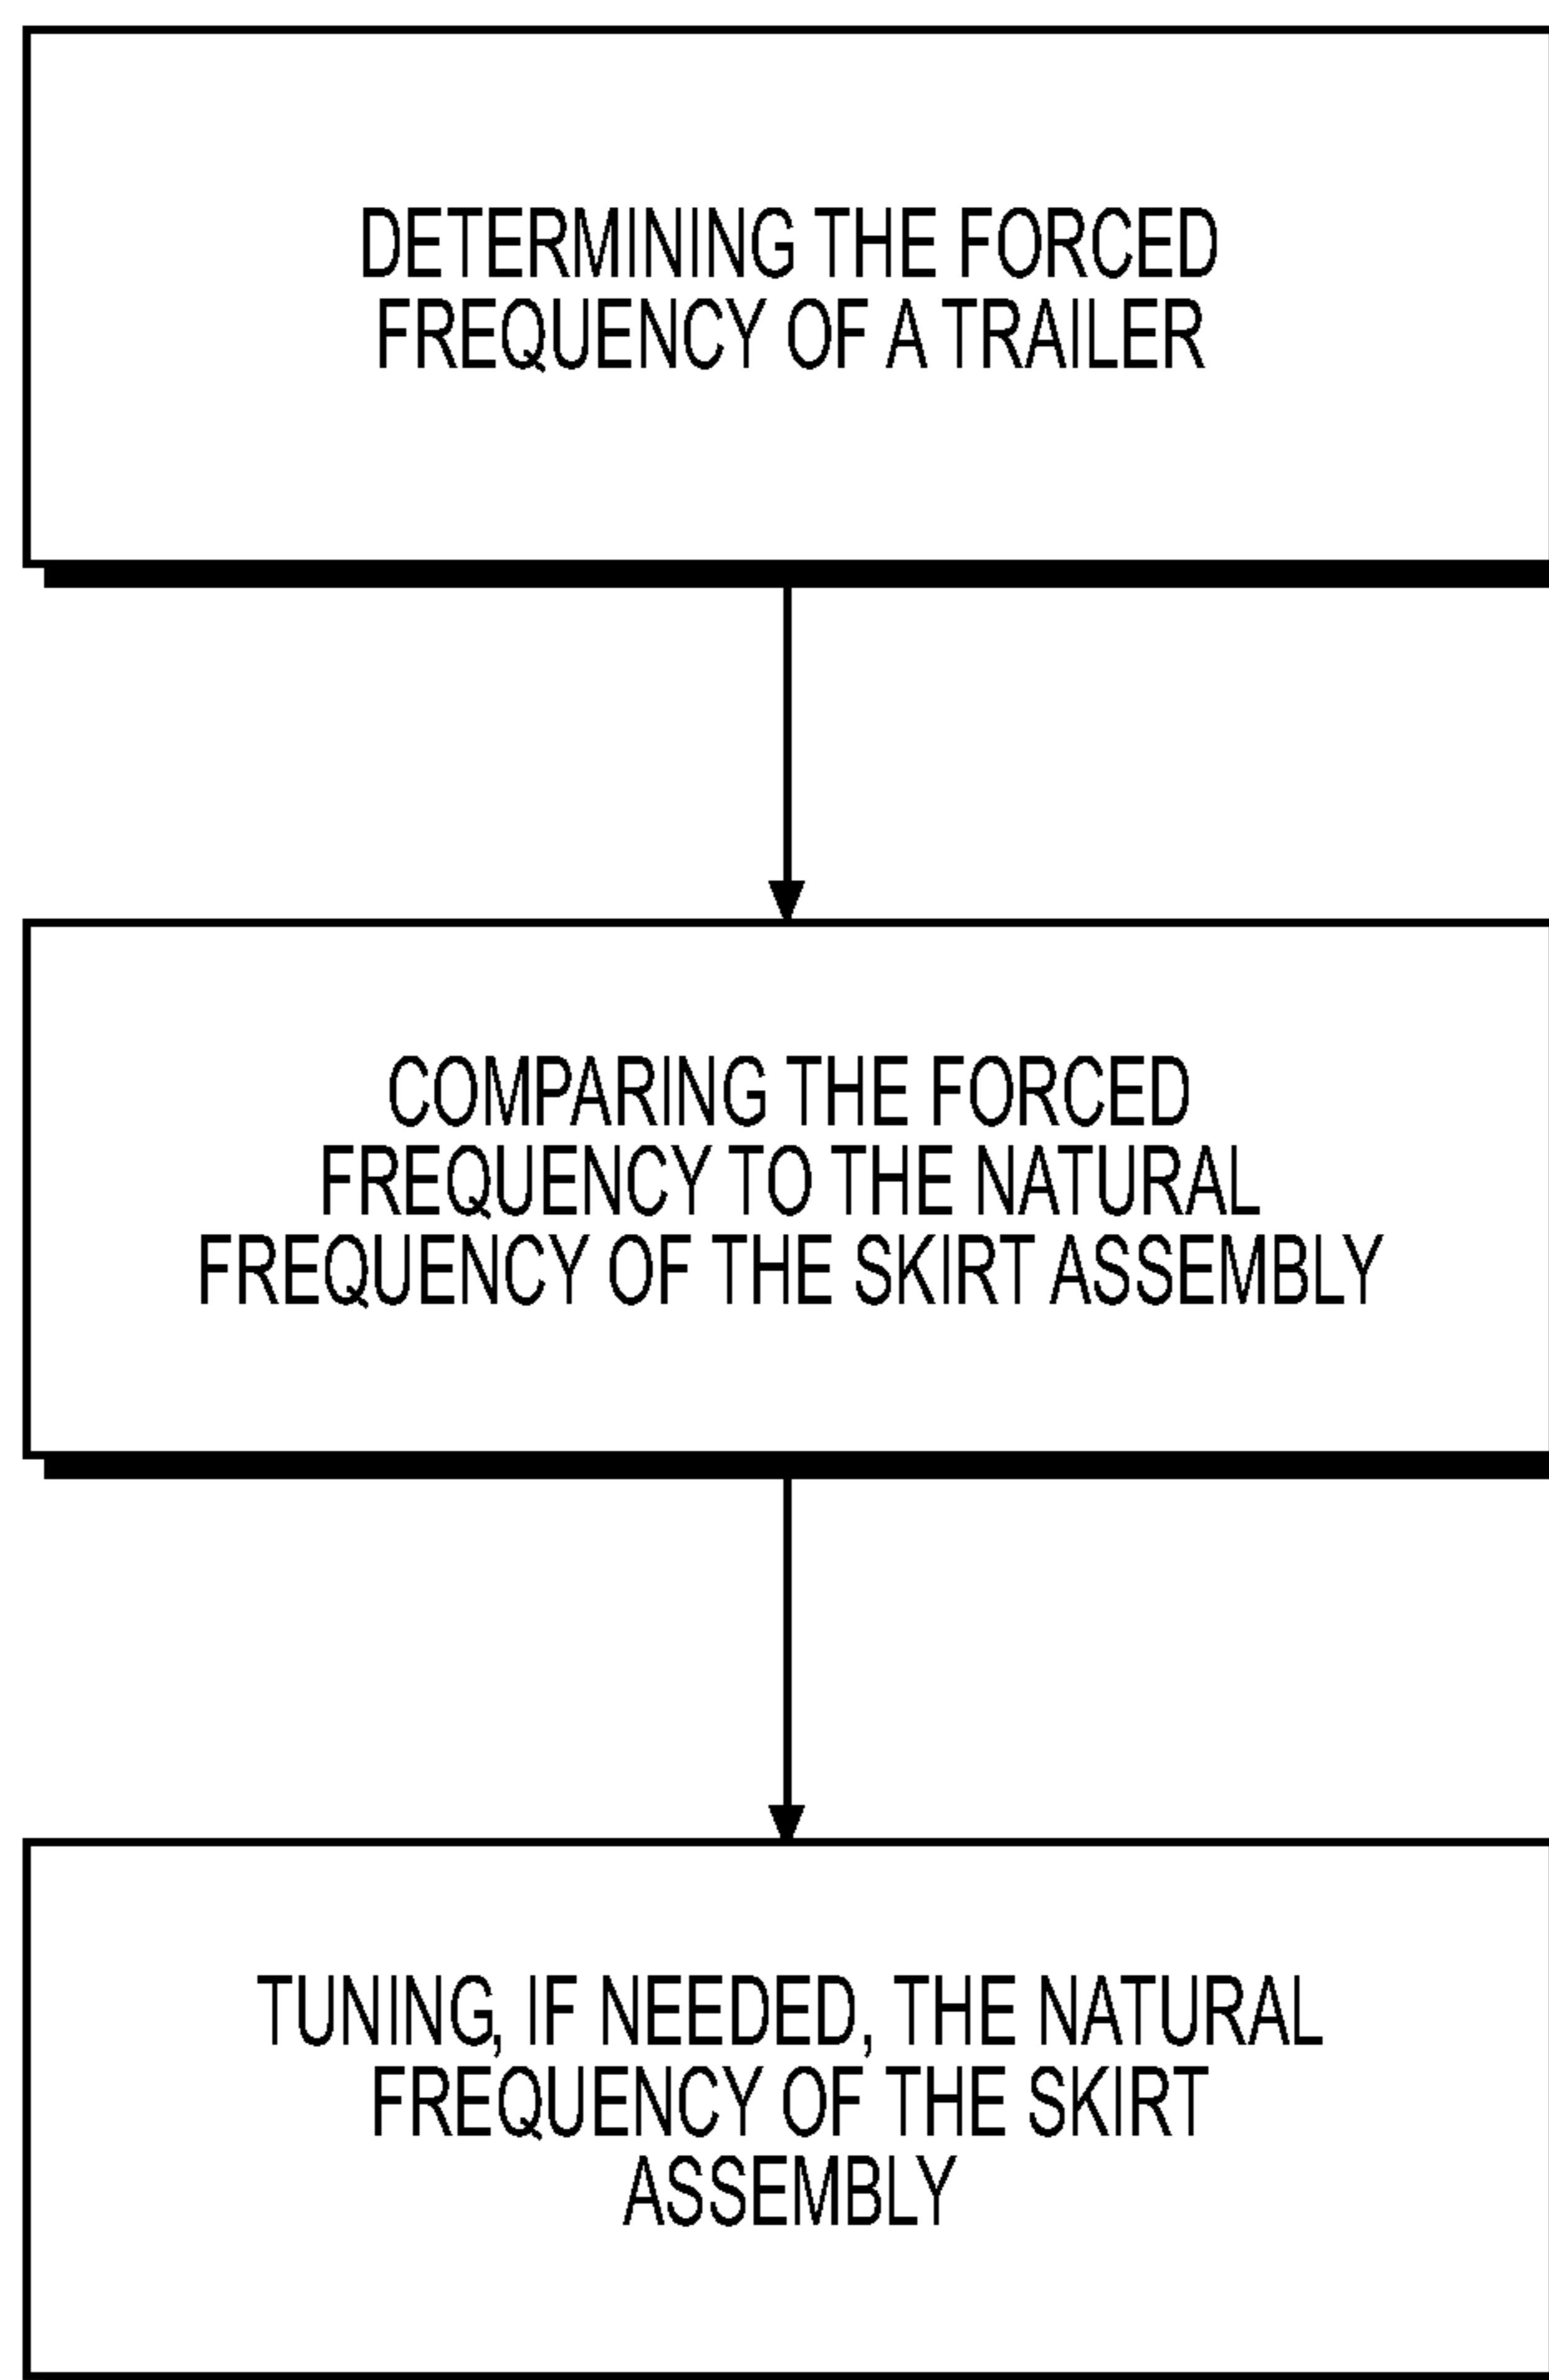 DETERMINING THE FORCED
FREQUENCY OF A TRAILER
COMPARING THE FORCED
FREQUENCY TO THE NATURAL
FREQUENCY OF THE SKIRT ASSEMBLY
TUNING, IF NEEDED, THE NATURAL
FREQUENCY OF THE SKIRT
ASSEMBLY